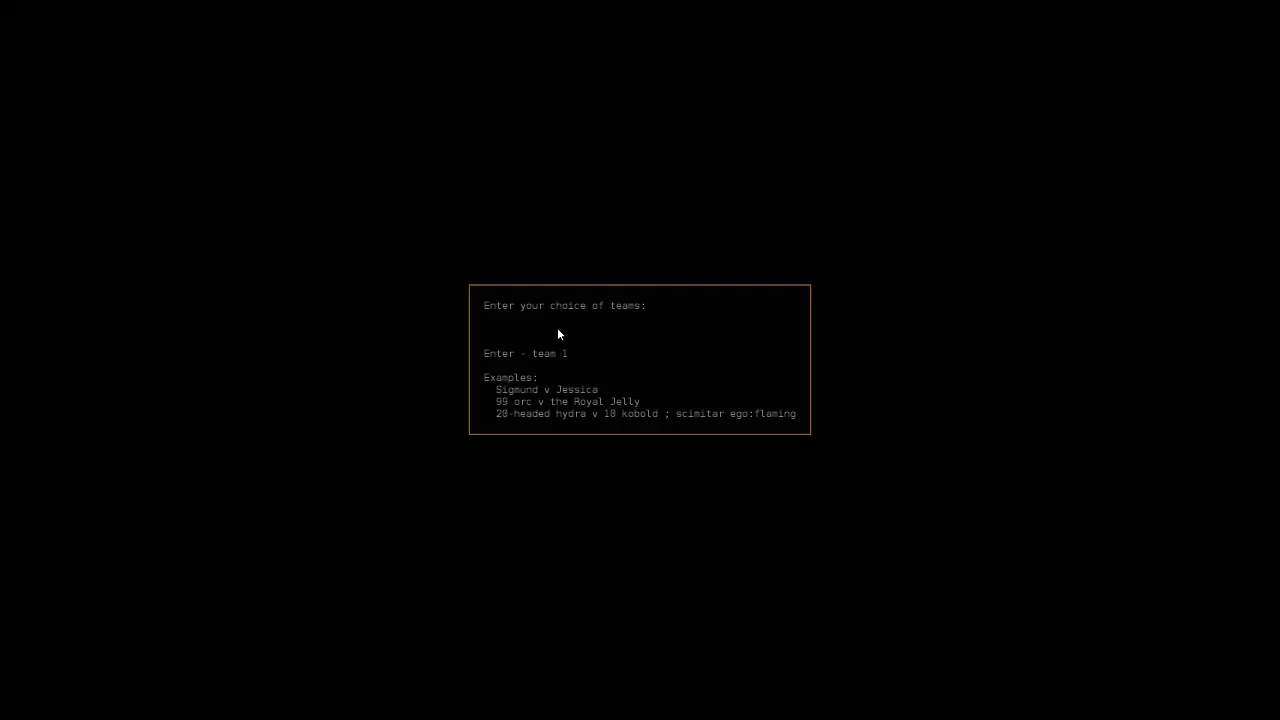 Enter your choice of teams:
Enter - team 1
Examples:
Sigmund v Jessica
99 orc v the Royal Jelly
20-headed hydra v 10 kobold ; scimitar ego:flaming